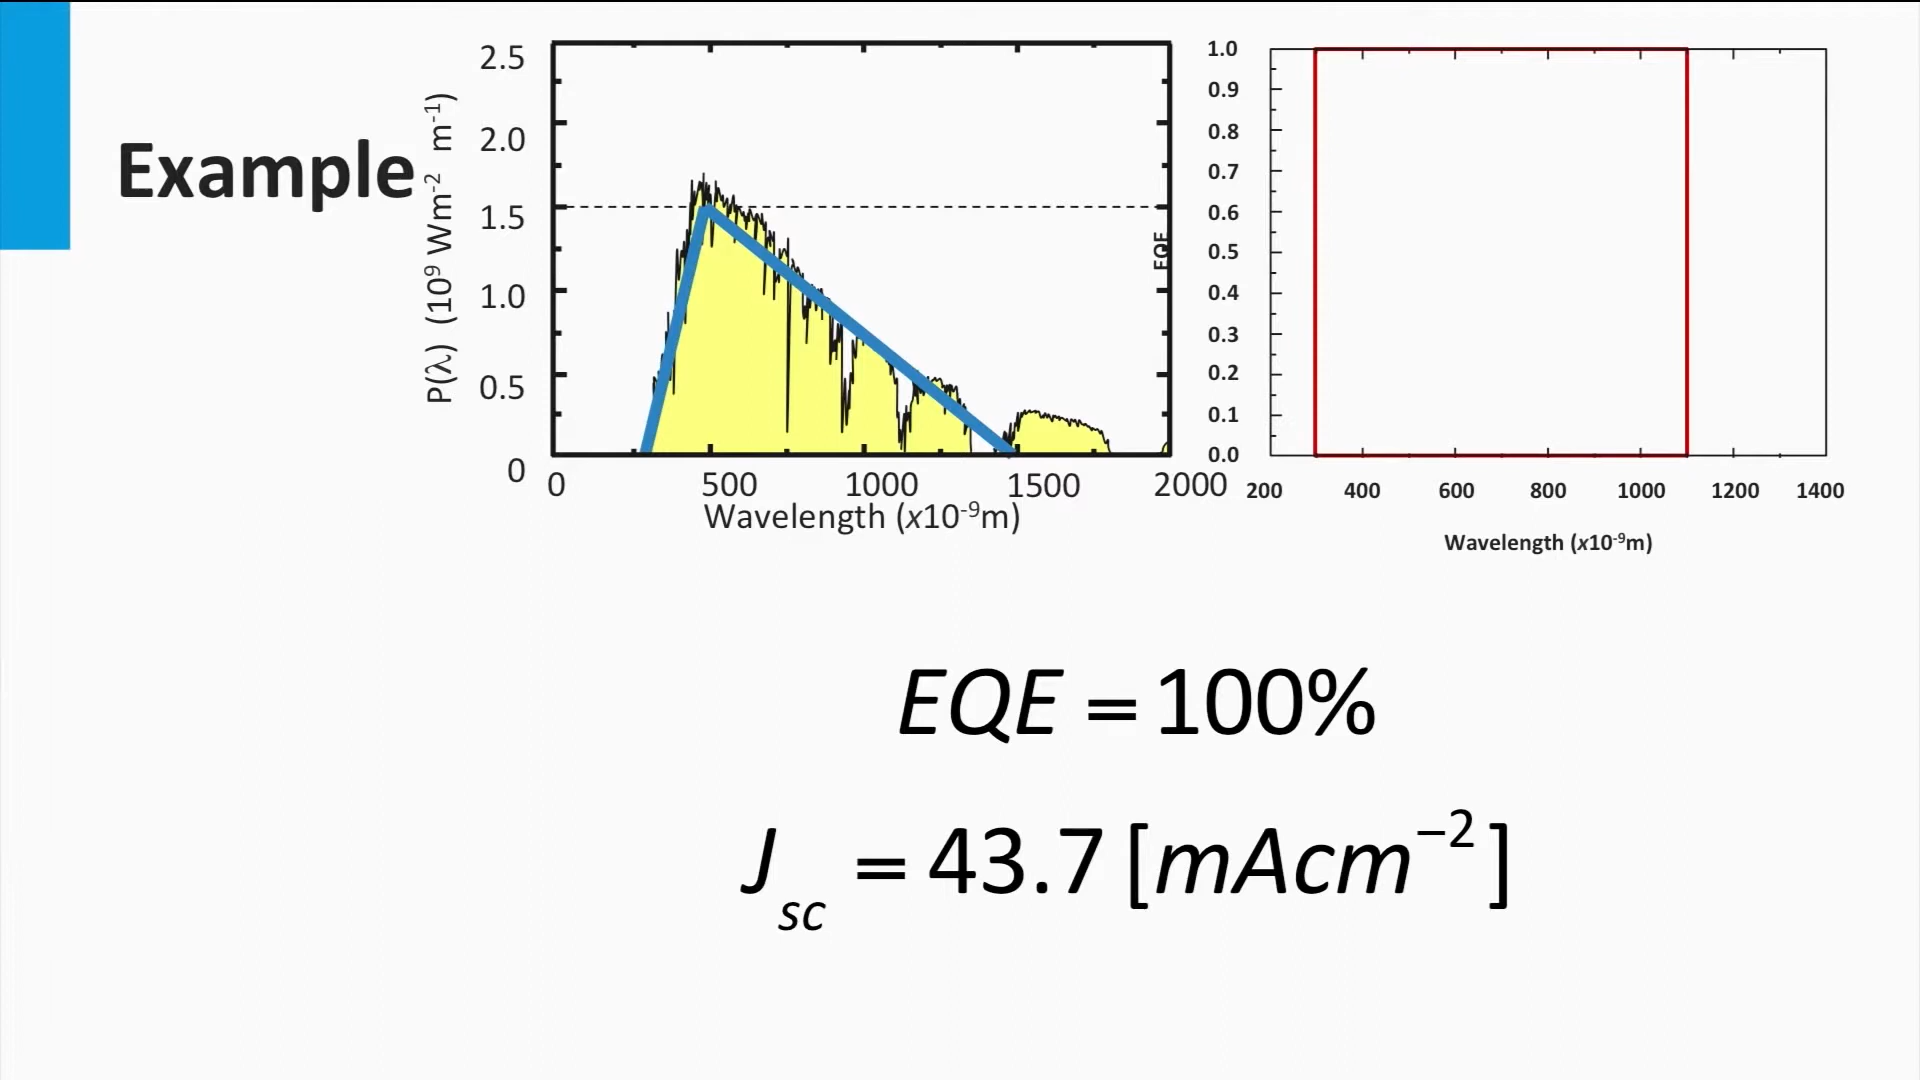 Example
P(λ) (10⁹ Wm⁻² m⁻¹)
2.5
2.0
1.5
1.0
0.5
0
0 500 1000 1500 2000
Wavelength (x10⁻⁹m)
EQE
1.0
0.9
0.8
0.7
0.6
0.5
0.4
0.3
0.2
0.1
0.0
200 400 600 800 1000 1200 1400
Wavelength (x10⁻⁹m)
EQE = 100%
J_sc = 43.7 [mAcm⁻²]